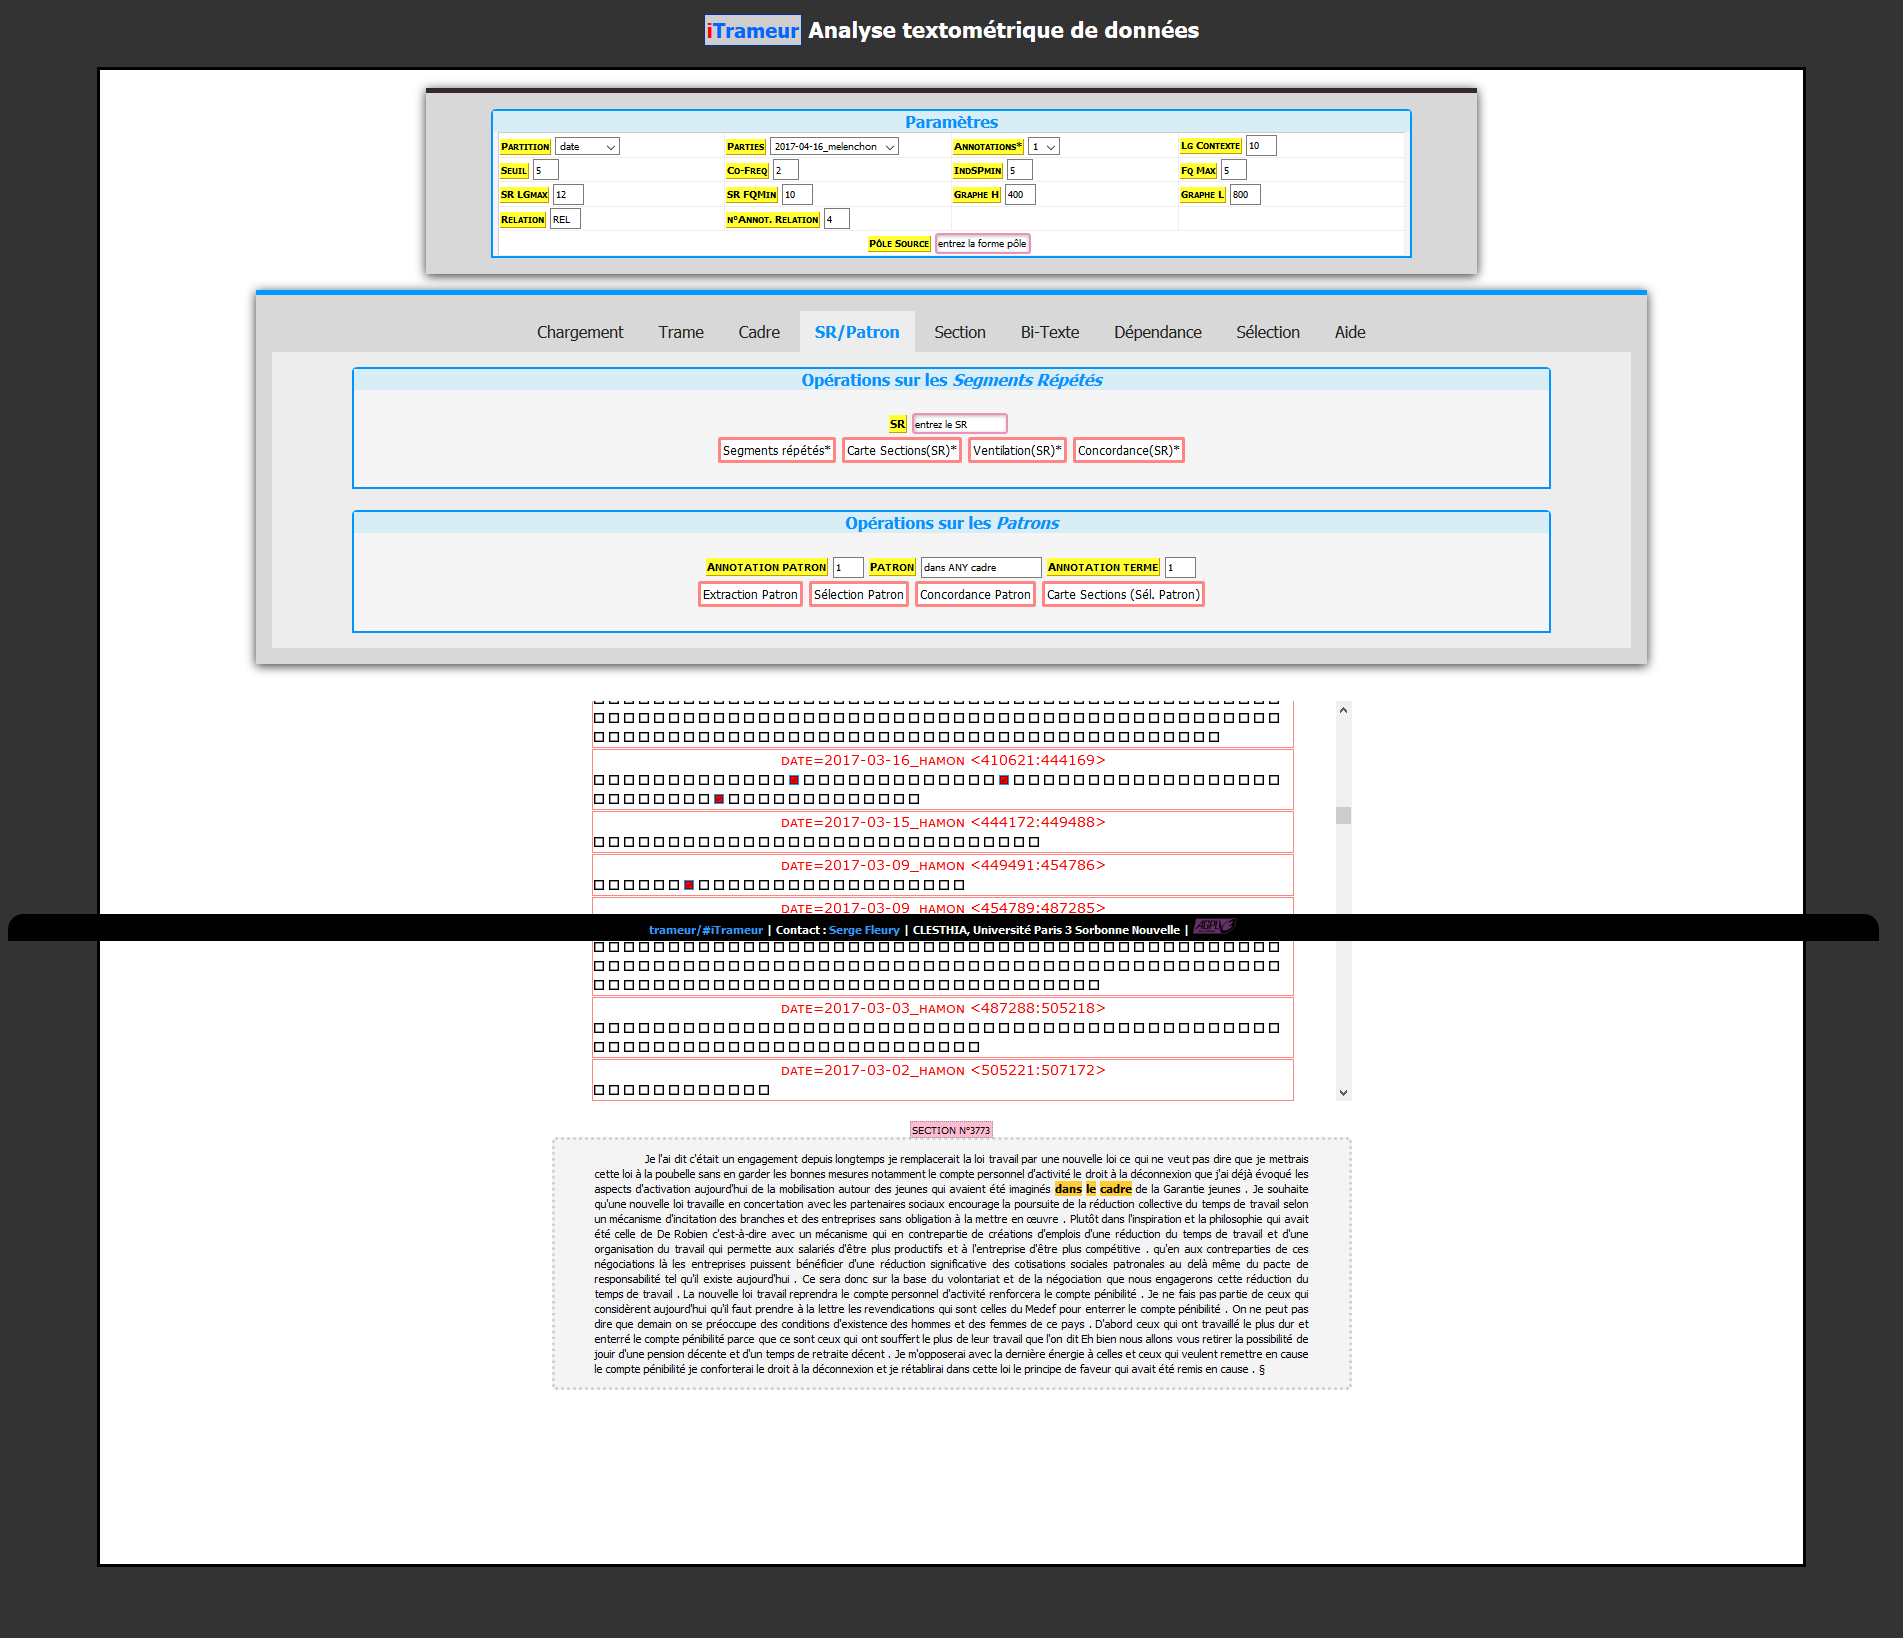 iTrameur Analyse textométrique de données
Paramètres
PARTITION date PARTIES 2017-04-16_melenchon ANNOTATIONS* 1 LG CONTEXTE 10
SEUIL 5 CO-FREQ 2 INDSPMIN 5 FQ MAX 5
SR LGMAX 12 SR FQMIN 10 GRAPHE H 400 GRAPHE L 800
RELATION REL N°ANNOT. RELATION 4
PÔLE SOURCE entrez la forme pôle
Chargement Trame Cadre SR/Patron Section Bi-Texte Dépendance Sélection Aide
Opérations sur les Segments Répétés
SR entrez le SR
Segments répétés* Carte Sections(SR)* Ventilation(SR)* Concordance(SR)*
Opérations sur les Patrons
ANNOTATION PATRON 1 PATRON dans ANY cadre ANNOTATION TERME 1
Extraction Patron Sélection Patron Concordance Patron Carte Sections (Sél. Patron)
DATE=2017-03-16_HAMON <410621:444169>
DATE=2017-03-15_HAMON <444172:449488>
DATE=2017-03-09_HAMON <449491:454786>
DATE=2017-03-09_HAMON <454789:487285>
trameur/#iTrameur | Contact : Serge Fleury | CLESTHIA, Université Paris 3 Sorbonne Nouvelle | AGPLv3
DATE=2017-03-03_HAMON <487288:505218>
DATE=2017-03-02_HAMON <505221:507172>
SECTION N°3773
Je l'ai dit c'était un engagement depuis longtemps je remplacerait la loi travail par une nouvelle loi ce qui ne veut pas dire que je mettrais
cette loi à la poubelle sans en garder les bonnes mesures notamment le compte personnel d'activité le droit à la déconnexion que j'ai déjà évoqué les
aspects d'activation aujourd'hui de la mobilisation autour des jeunes qui avaient été imaginés dans le cadre de la Garantie jeunes . Je souhaite
qu'une nouvelle loi travaille en concertation avec les partenaires sociaux encourage la poursuite de la réduction collective du temps de travail selon
un mécanisme d'incitation des branches et des entreprises sans obligation à la mettre en œuvre . Plutôt dans l'inspiration et la philosophie qui avait
été celle de De Robien c'est-à-dire avec un mécanisme qui en contrepartie de créations d'emplois d'une réduction du temps de travail et d'une
organisation du travail qui permette aux salariés d'être plus productifs et à l'entreprise d'être plus compétitive . qu'en aux contreparties de ces
négociations là les entreprises puissent bénéficier d'une réduction significative des cotisations sociales patronales au delà même du pacte de
responsabilité tel qu'il existe aujourd'hui . Ce sera donc sur la base du volontariat et de la négociation que nous engagerons cette réduction du
temps de travail . La nouvelle loi travail reprendra le compte personnel d'activité renforcera le compte pénibilité . Je ne fais pas partie de ceux qui
considèrent aujourd'hui qu'il faut prendre à la lettre les revendications qui sont celles du Medef pour enterrer le compte pénibilité . On ne peut pas
dire que demain on se préoccupe des conditions d'existence des hommes et des femmes de ce pays . D'abord ceux qui ont travaillé le plus dur et
enterré le compte pénibilité parce que ce sont ceux qui ont souffert le plus de leur travail que l'on dit Eh bien nous allons vous retirer la possibilité de
jouir d'une pension décente et d'un temps de retraite décent . Je m'opposerai avec la dernière énergie à celles et ceux qui veulent remettre en cause
le compte pénibilité je conforterai le droit à la déconnexion et je rétablirai dans cette loi le principe de faveur qui avait été remis en cause . §